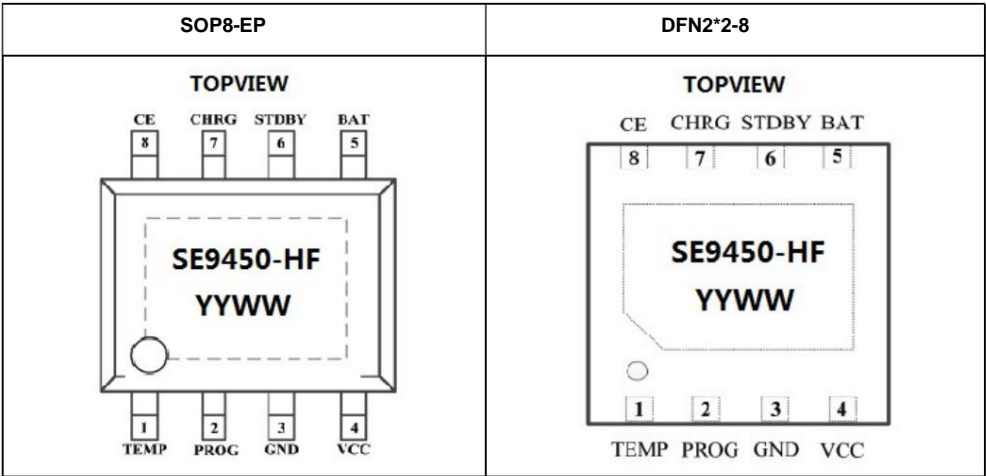 SOP8-EP
DFN2*2-8
TOPVIEW
CE CHRG STDBY BAT
8 7 6 5
SE9450-HF
YYWW
1 2 3 4
TEMP PROG GND VCC
TOPVIEW
CE CHRG STDBY BAT
8 7 6 5
SE9450-HF
YYWW
1 2 3 4
TEMP PROG GND VCC